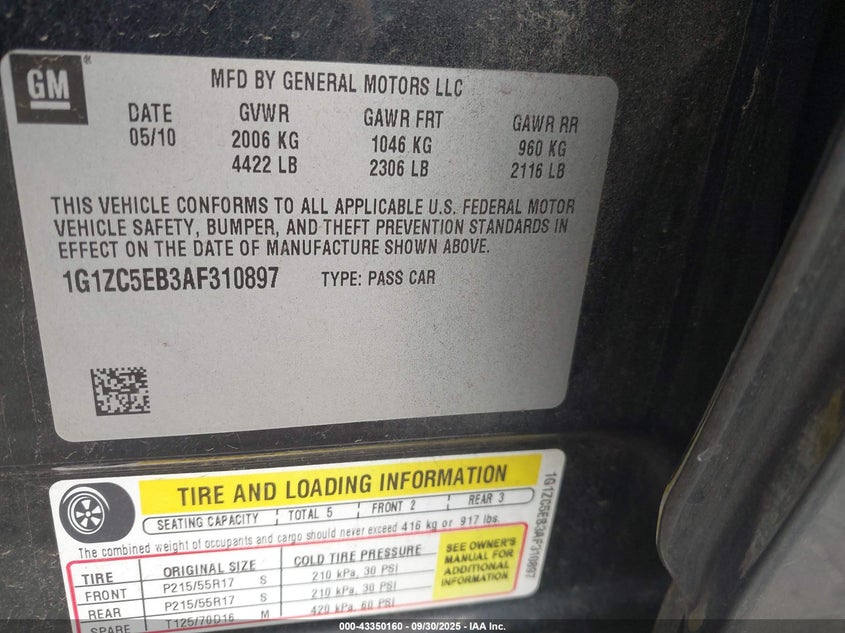 GM
MFD BY GENERAL MOTORS LLC
DATE GVWR GAWR FRT GAWR RR
05/10 2006 KG 1046 KG 960 KG
4422 LB 2306 LB 2116 LB
THIS VEHICLE CONFORMS TO ALL APPLICABLE U.S. FEDERAL MOTOR
VEHICLE SAFETY, BUMPER, AND THEFT PREVENTION STANDARDS IN
EFFECT ON THE DATE OF MANUFACTURE SHOWN ABOVE.
1G1ZC5EB3AF310897 TYPE: PASS CAR
TIRE AND LOADING INFORMATION
SEATING CAPACITY TOTAL 5 FRONT 2 REAR 3
The combined weight of occupants and cargo should never exceed 416 kg or 917 lbs.
TIRE ORIGINAL SIZE COLD TIRE PRESSURE
FRONT P215/55R17 S 210 kPa, 30 PSI
REAR P215/55R17 S 210 kPa, 30 PSI
SPARE T125/70D16 M 420 kPa, 60 PSI
SEE OWNER'S
MANUAL FOR
ADDITIONAL
INFORMATION
1G1ZC5EB3AF310897
000-43350160 - 09/30/2025 - IAA Inc.